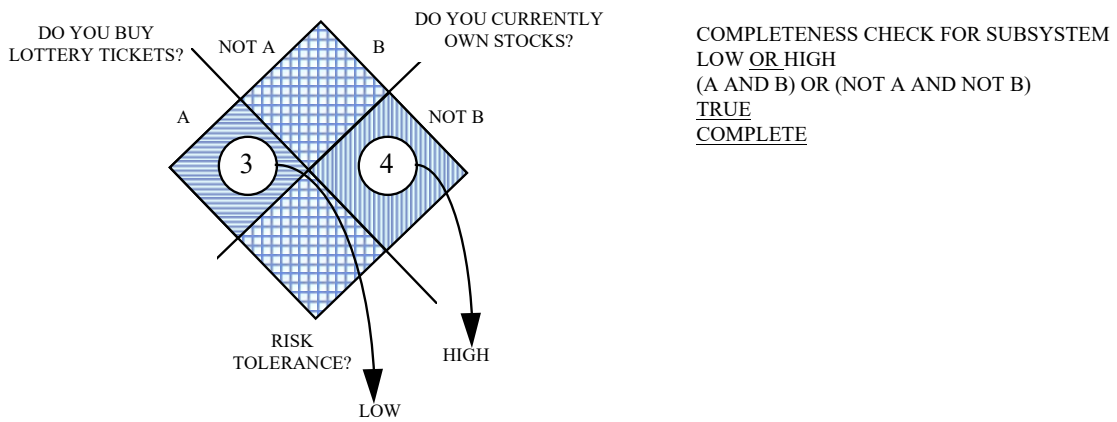 DO YOU BUY
LOTTERY TICKETS?
NOT A
B
DO YOU CURRENTLY
OWN STOCKS?
A
NOT B
3
4
RISK
TOLERANCE?
HIGH
LOW
COMPLETENESS CHECK FOR SUBSYSTEM
LOW OR HIGH
(A AND B) OR (NOT A AND NOT B)
TRUE
COMPLETE